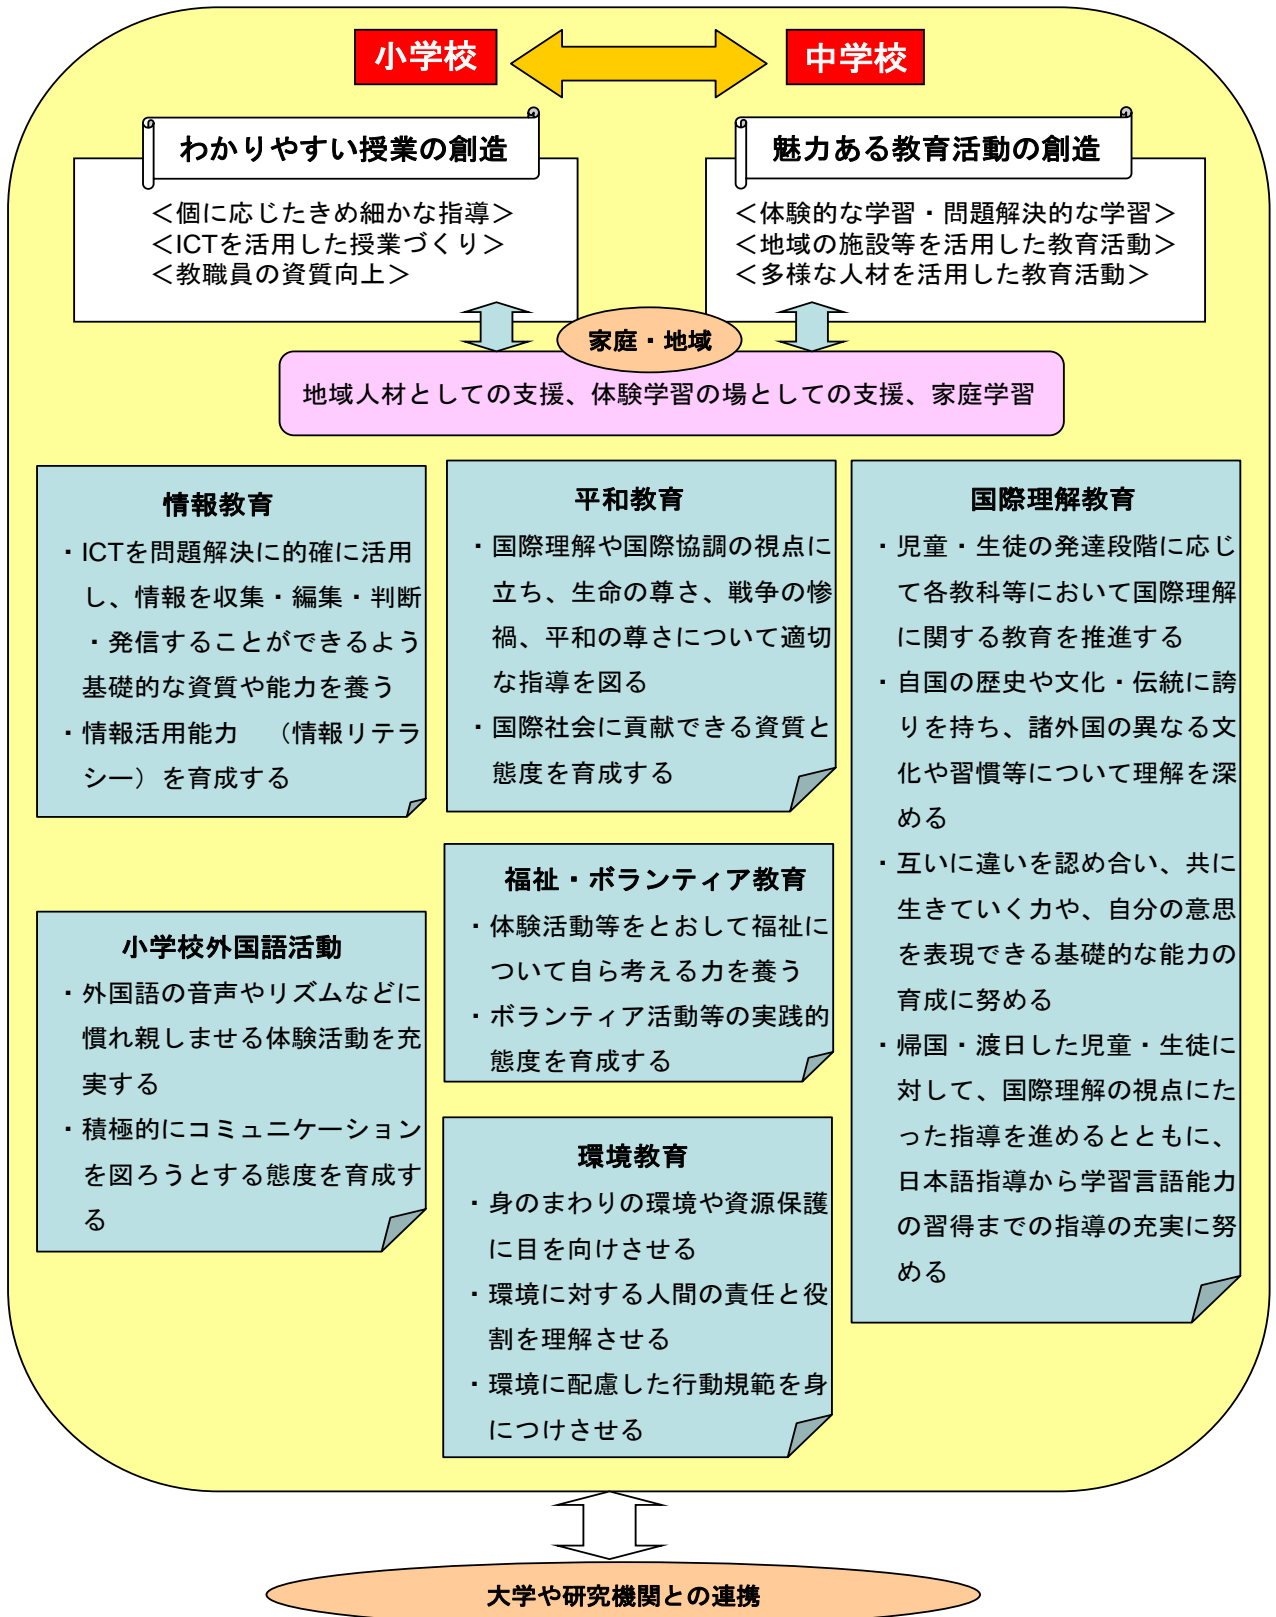 小学校
中学校
わかりやすい授業の創造
＜個に応じたきめ細かな指導＞
＜ICTを活用した授業づくり＞
＜教職員の資質向上＞
魅力ある教育活動の創造
＜体験的な学習・問題解決的な学習＞
＜地域の施設等を活用した教育活動＞
＜多様な人材を活用した教育活動＞
家庭・地域
地域人材としての支援、体験学習の場としての支援、家庭学習
情報教育
・ICTを問題解決に的確に活用
し、情報を収集・編集・判断
・発信することができるよう
基礎的な資質や能力を養う
・情報活用能力　（情報リテラ
シー）を育成する
平和教育
・国際理解や国際協調の視点に
立ち、生命の尊さ、戦争の惨
禍、平和の尊さについて適切
な指導を図る
・国際社会に貢献できる資質と
態度を育成する
国際理解教育
・児童・生徒の発達段階に応じ
て各教科等において国際理解
に関する教育を推進する
・自国の歴史や文化・伝統に誇
りを持ち、諸外国の異なる文
化や習慣等について理解を深
める
・互いに違いを認め合い、共に
生きていく力や、自分の意思
を表現できる基礎的な能力の
育成に努める
・帰国・渡日した児童・生徒に
対して、国際理解の視点にた
った指導を進めるとともに、
日本語指導から学習言語能力
の習得までの指導の充実に努
める
福祉・ボランティア教育
・体験活動等をとおして福祉に
ついて自ら考える力を養う
・ボランティア活動等の実践的
態度を育成する
小学校外国語活動
・外国語の音声やリズムなどに
慣れ親しませる体験活動を充
実する
・積極的にコミュニケーション
を図ろうとする態度を育成す
る
環境教育
・身のまわりの環境や資源保護
に目を向けさせる
・環境に対する人間の責任と役
割を理解させる
・環境に配慮した行動規範を身
につけさせる
大学や研究機関との連携